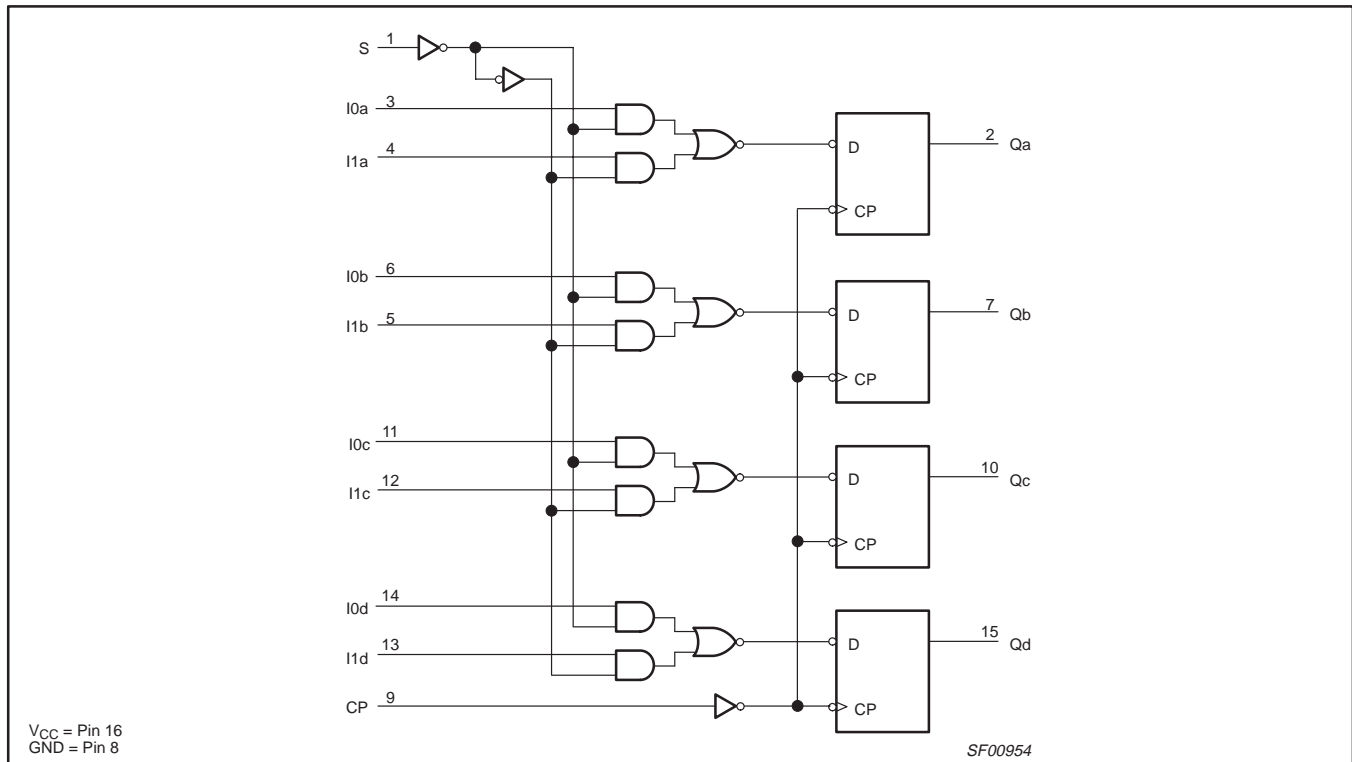 S 1
I0a 3
I1a 4
D
2 Qa
CP
I0b 6
I1b 5
D
7 Qb
CP
I0c 11
I1c 12
D
10 Qc
CP
I0d 14
I1d 13
D
15 Qd
CP 9
CP
VCC = Pin 16
GND = Pin 8
SF00954